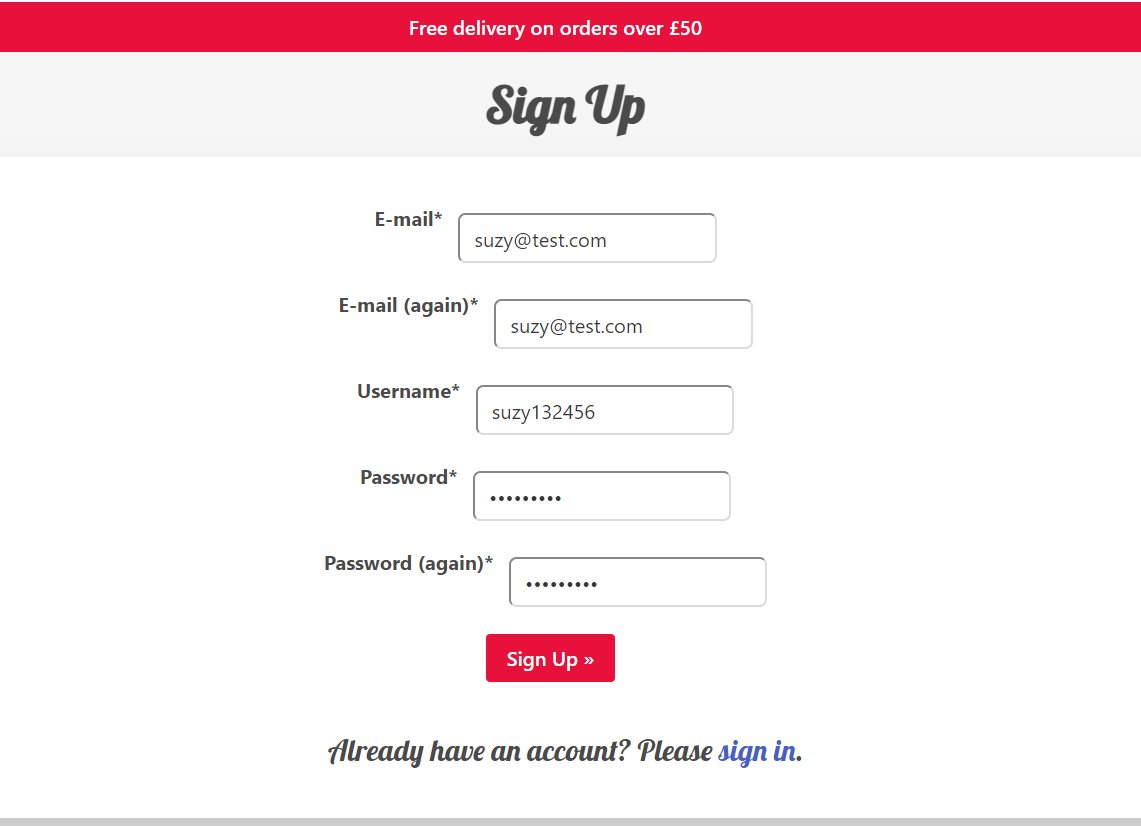 Free delivery on orders over £50
Sign Up
E-mail*
suzy@test.com
E-mail (again)*
suzy@test.com
Username*
suzy132456
Password*
•••••••••
Password (again)*
•••••••••
Sign Up »
Already have an account? Please sign in.